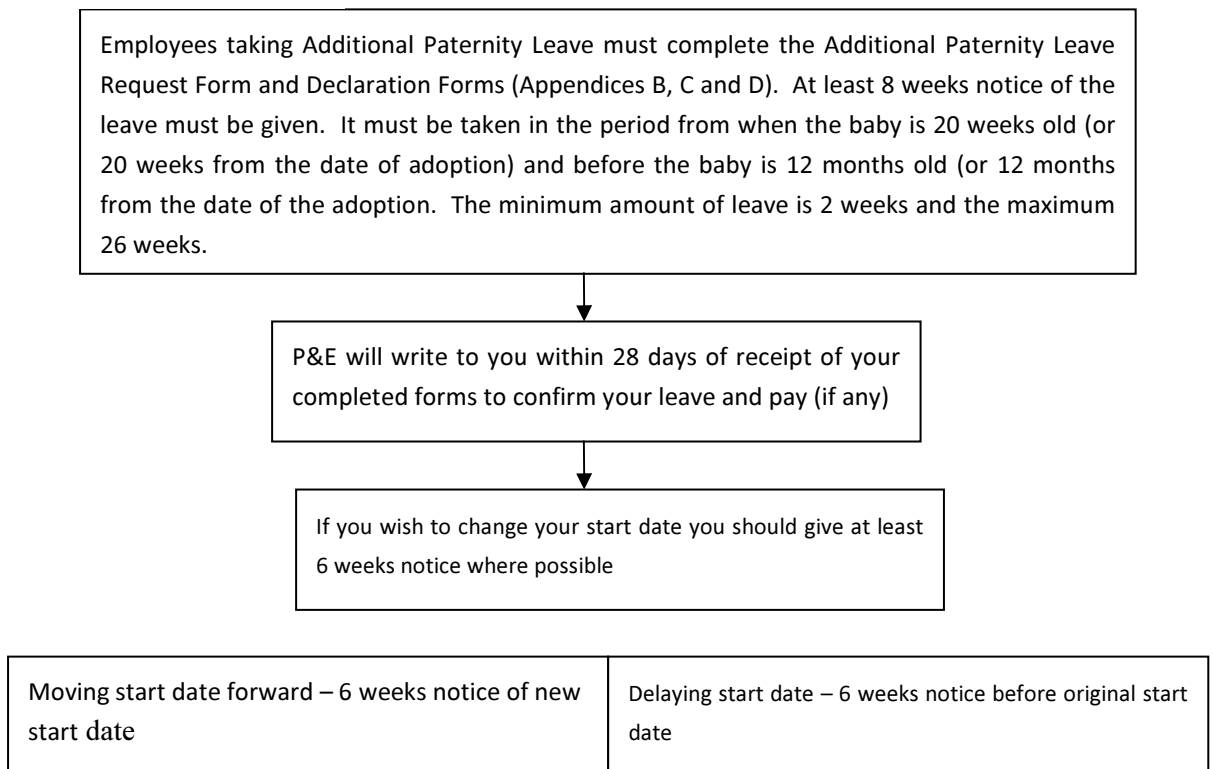 Employees taking Additional Paternity Leave must complete the Additional Paternity Leave
Request Form and Declaration Forms (Appendices B, C and D).  At least 8 weeks notice of the
leave must be given.  It must be taken in the period from when the baby is 20 weeks old (or
20 weeks from the date of adoption) and before the baby is 12 months old (or 12 months
from the date of the adoption.  The minimum amount of leave is 2 weeks and the maximum
26 weeks.
P&E will write to you within 28 days of receipt of your
completed forms to confirm your leave and pay (if any)
If you wish to change your start date you should give at least
6 weeks notice where possible
Moving start date forward – 6 weeks notice of new
start date
Delaying start date – 6 weeks notice before original start
date